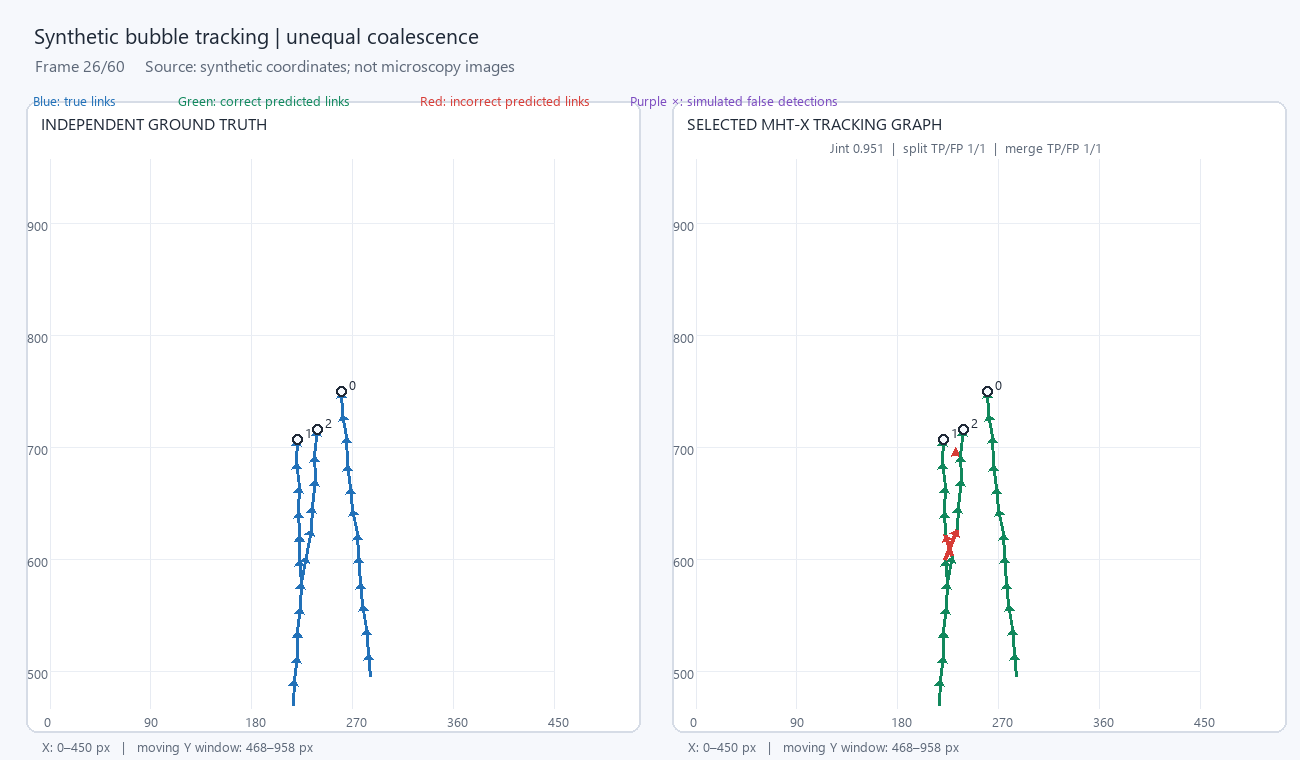 Synthetic bubble tracking | unequal coalescence
Frame 26/60 Source: synthetic coordinates; not microscopy images
Blue: true links Green: correct predicted links Red: incorrect predicted links Purple ×: simulated false detections
INDEPENDENT GROUND TRUTH
SELECTED MHT-X TRACKING GRAPH
Jint 0.951 | split TP/FP 1/1 | merge TP/FP 1/1
900
800
700
600
500
0
2
1
0 90 180 270 360 450
X: 0–450 px | moving Y window: 468–958 px
900
800
700
600
500
0
2
1
0 90 180 270 360 450
X: 0–450 px | moving Y window: 468–958 px